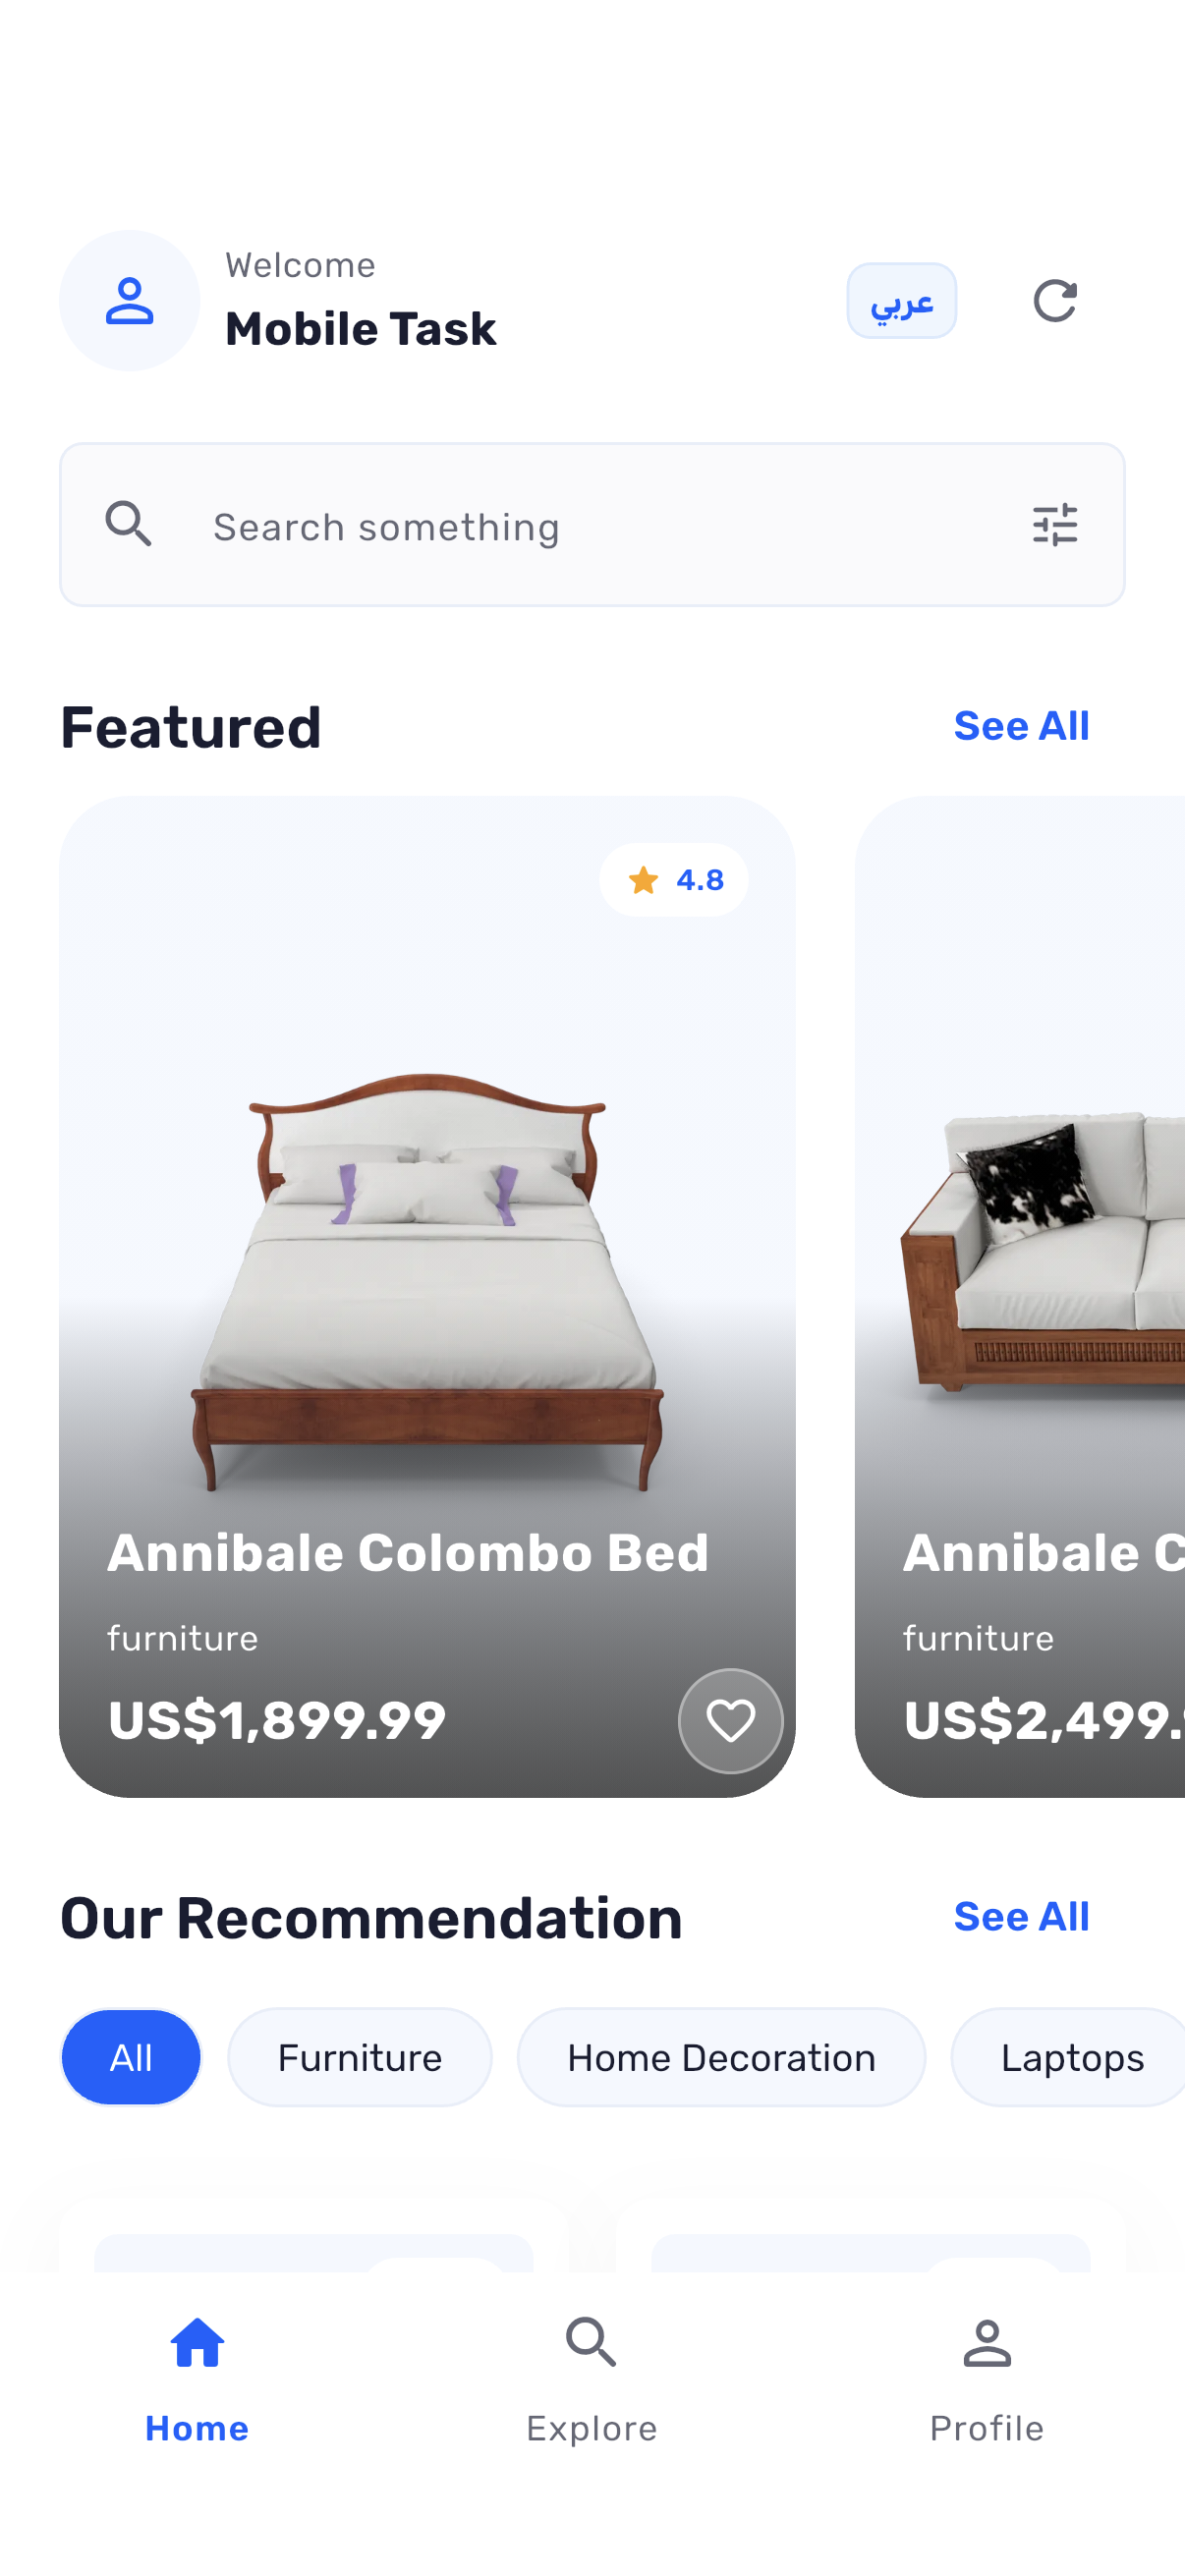 Welcome
Mobile Task
عربي
Search something
Featured
See All
4.8
Annibale Colombo Bed
furniture
US$1,899.99
Annibale C
furniture
US$2,499.9
Our Recommendation
See All
All
Furniture
Home Decoration
Laptops
Home
Explore
Profile